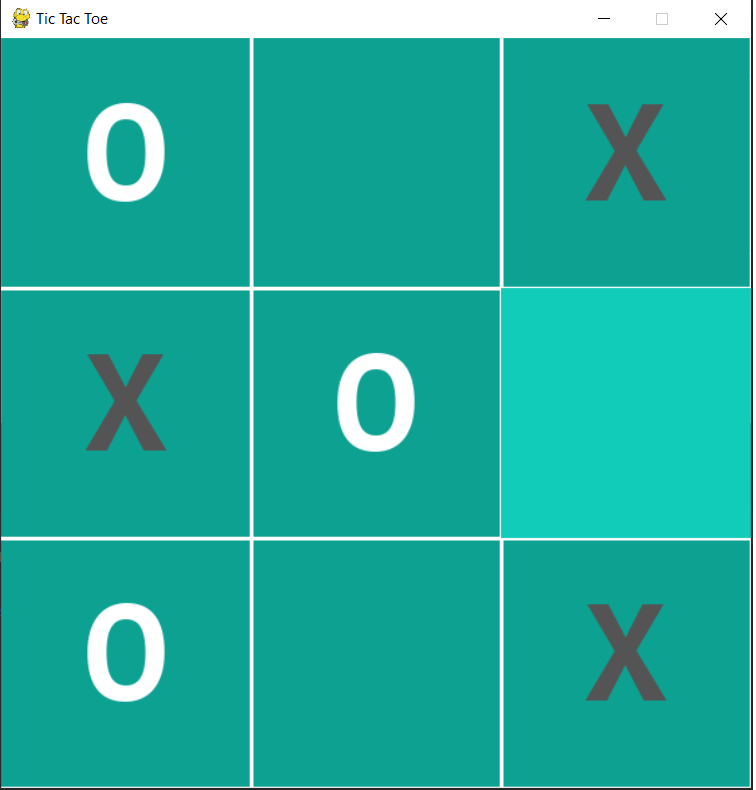 Tic Tac Toe
O X
X O
O X